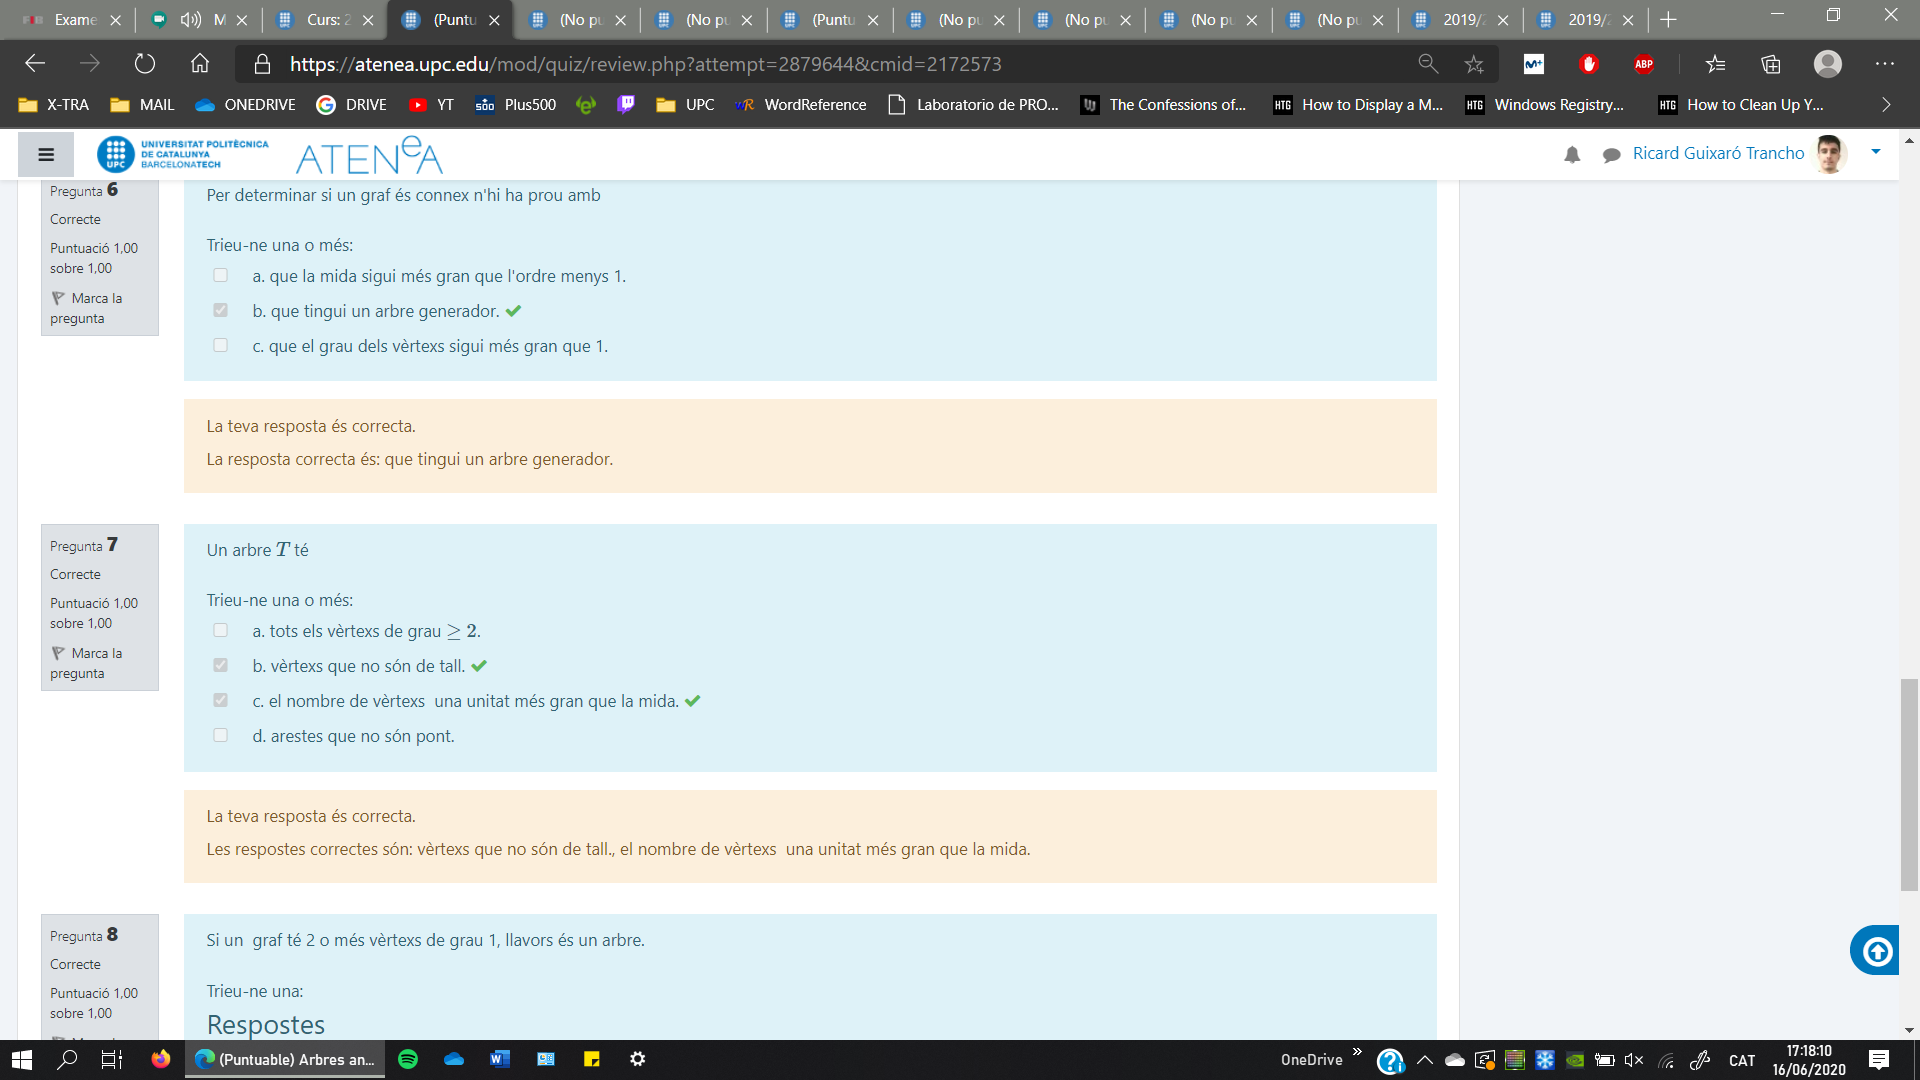 Exame
M
Curs: 2
(Puntu
(No pu
(No pu
(Puntu
(No pu
(No pu
(No pu
(No pu
2019/2
2019/2
https://atenea.upc.edu/mod/quiz/review.php?attempt=2879644&cmid=2172573
ABP
X-TRA
MAIL
ONEDRIVE
DRIVE
YT
Plus500
UPC
WordReference
Laboratorio de PRO...
The Confessions of...
HTG How to Display a M...
HTG Windows Registry...
HTG How to Clean Up Y...
UPC
UNIVERSITAT POLITÈCNICA
DE CATALUNYA
BARCELONATECH
ATENeA
Ricard Guixaró Trancho
Pregunta 6
Correcte
Puntuació 1,00
sobre 1,00
Marca la
pregunta
Per determinar si un graf és connex n'hi ha prou amb
Trieu-ne una o més:
a. que la mida sigui més gran que l'ordre menys 1.
b. que tingui un arbre generador.
c. que el grau dels vèrtexs sigui més gran que 1.
La teva resposta és correcta.
La resposta correcta és: que tingui un arbre generador.
Pregunta 7
Correcte
Puntuació 1,00
sobre 1,00
Marca la
pregunta
Un arbre T té
Trieu-ne una o més:
a. tots els vèrtexs de grau ≥ 2.
b. vèrtexs que no són de tall.
c. el nombre de vèrtexs una unitat més gran que la mida.
d. arestes que no són pont.
La teva resposta és correcta.
Les respostes correctes són: vèrtexs que no són de tall., el nombre de vèrtexs una unitat més gran que la mida.
Pregunta 8
Correcte
Puntuació 1,00
sobre 1,00
Si un graf té 2 o més vèrtexs de grau 1, llavors és un arbre.
Trieu-ne una:
Respostes
(Puntuable) Arbres an...
OneDrive
CAT
17:18:10
16/06/2020